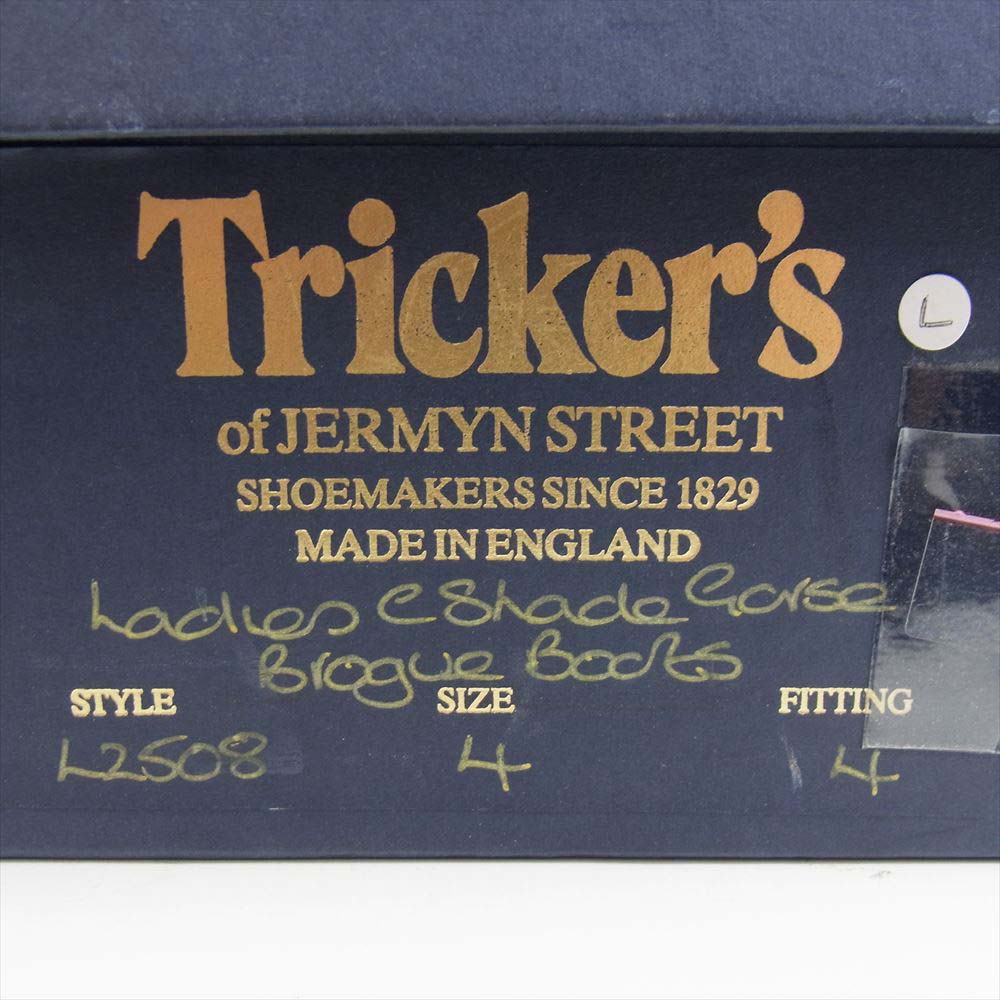 Tricker's
L
of JERMYN STREET
SHOEMAKERS SINCE 1829
MADE IN ENGLAND
Ladies C Shade Gorse
Brogue Boots
STYLE SIZE FITTING
L2508 4 4